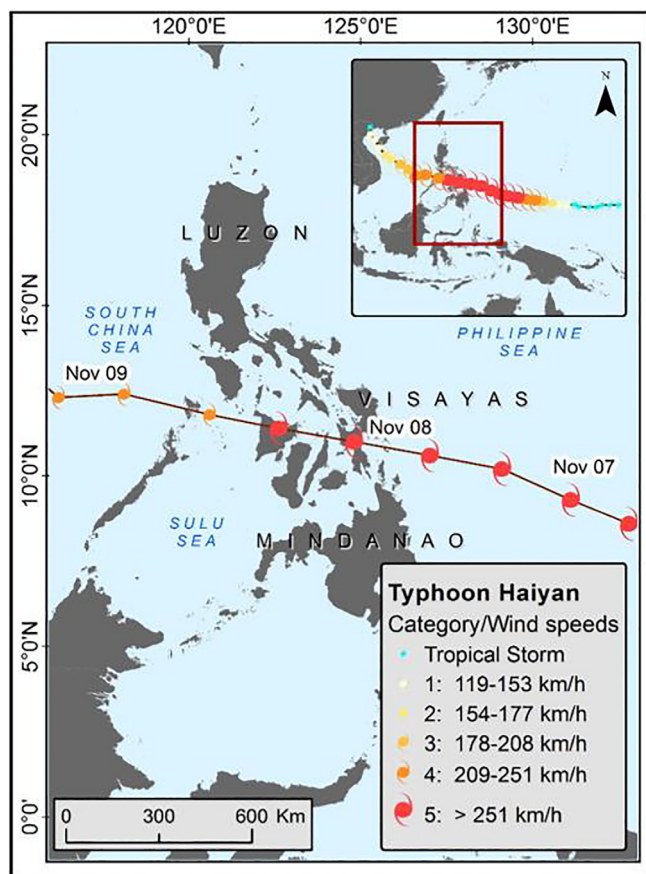 120°0'E 125°0'E 130°0'E
20°0'N
15°0'N
10°0'N
5°0'N
0°0'
N
LUZON
SOUTH
CHINA
SEA
PHILIPPINE
SEA
Nov 09
VISAYAS
Nov 08
Nov 07
SULU
SEA
MINDANAO
Typhoon Haiyan
Category/Wind speeds
Tropical Storm
1: 119-153 km/h
2: 154-177 km/h
3: 178-208 km/h
4: 209-251 km/h
5: > 251 km/h
0 300 600 Km